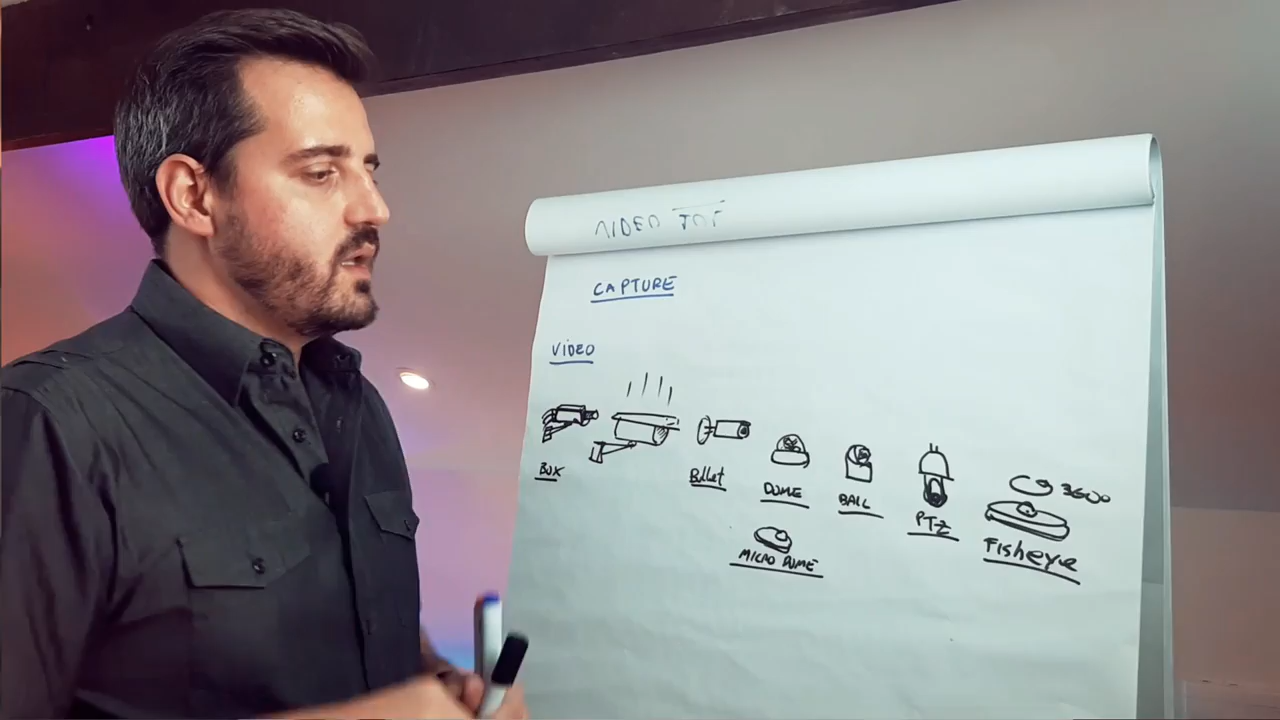 VIDEO
CAPTURE
VIDEO
BOX
Bullet
DOME
BALL
PTZ
360°
Fisheye
MICRO DOME